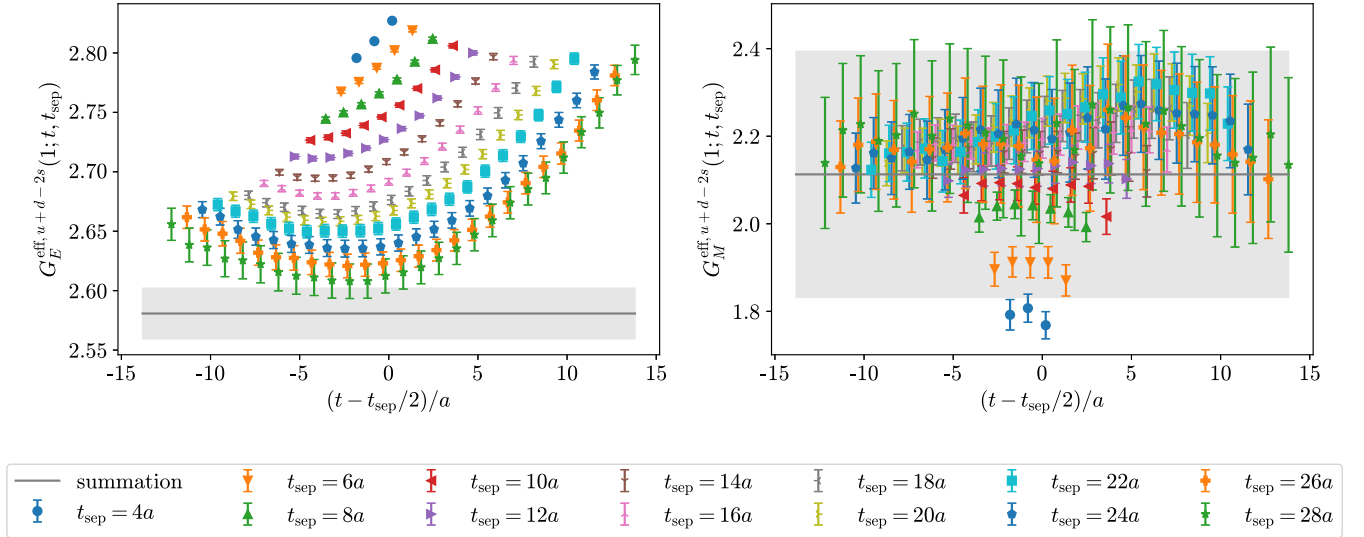 2.80
2.75
2.70
2.65
2.60
2.55
G_E^{eff, u+d−2s}(1; t, t_sep)
-15 -10 -5 0 5 10 15
(t − t_sep/2)/a
2.4
2.2
2.0
1.8
G_M^{eff, u+d−2s}(1; t, t_sep)
-15 -10 -5 0 5 10 15
(t − t_sep/2)/a
summation
t_sep = 4a
t_sep = 6a
t_sep = 8a
t_sep = 10a
t_sep = 12a
t_sep = 14a
t_sep = 16a
t_sep = 18a
t_sep = 20a
t_sep = 22a
t_sep = 24a
t_sep = 26a
t_sep = 28a